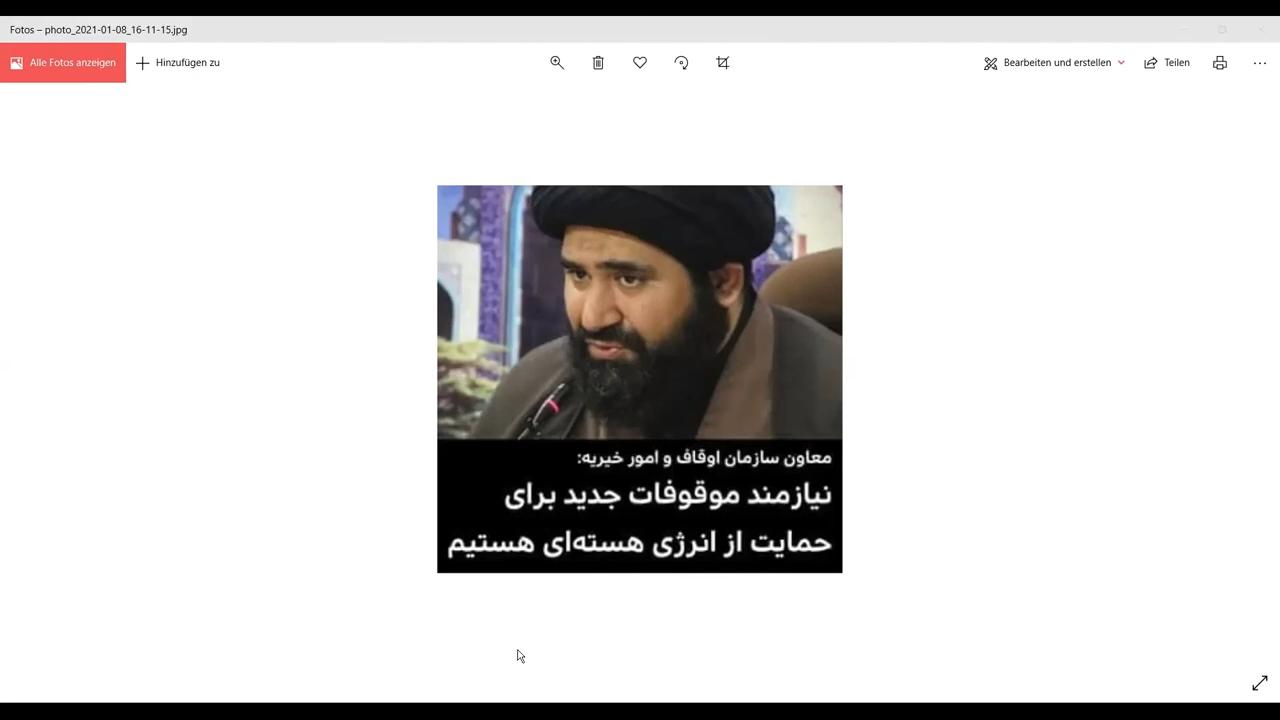 Fotos – photo_2021-01-08_16-11-15.jpg
Alle Fotos anzeigen
Hinzufügen zu
Bearbeiten und erstellen
Teilen
معاون سازمان اوقاف و امور خیریه:
نیازمند موقوفات جدید برای
حمایت از انرژی هسته‌ای هستیم